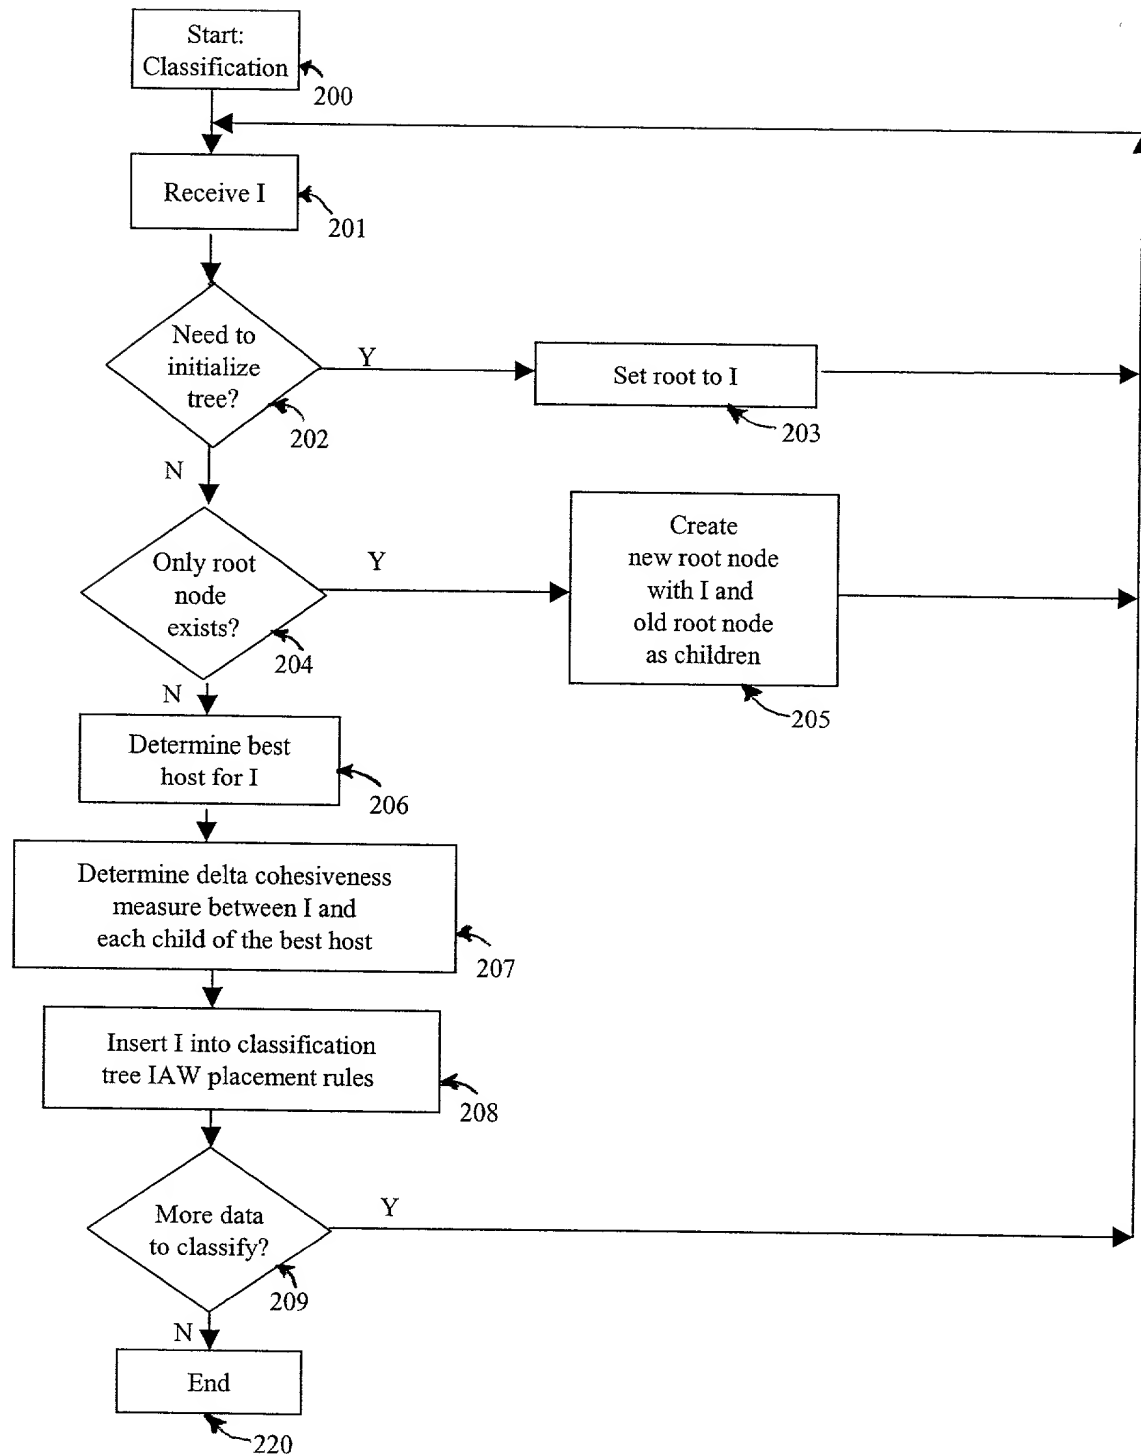 Start:
Classification
200
Receive I
201
Need to
initialize
tree?
202
Y
Set root to I
203
N
Only root
node
exists?
204
Y
Create
new root node
with I and
old root node
as children
205
N
Determine best
host for I
206
Determine delta cohesiveness
measure between I and
each child of the best host
207
Insert I into classification
tree IAW placement rules
208
More data
to classify?
209
Y
N
End
220